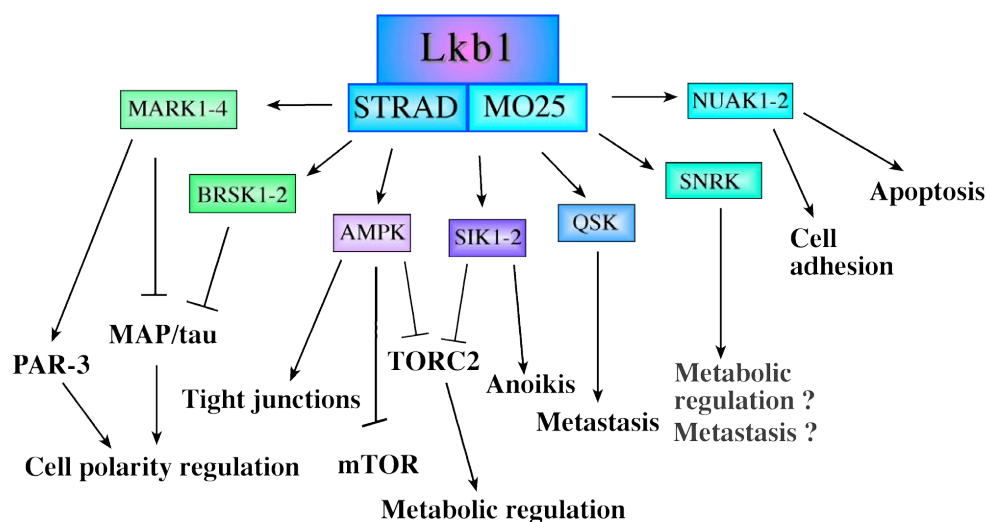 Lkb1
STRAD MO25
MARK1-4
NUAK1-2
BRSK1-2
SNRK
Apoptosis
AMPK
SIK1-2
QSK
Cell
adhesion
MAP/tau
PAR-3
TORC2
Tight junctions
Anoikis
Metastasis
Metabolic
regulation ?
Metastasis ?
Cell polarity regulation
mTOR
Metabolic regulation